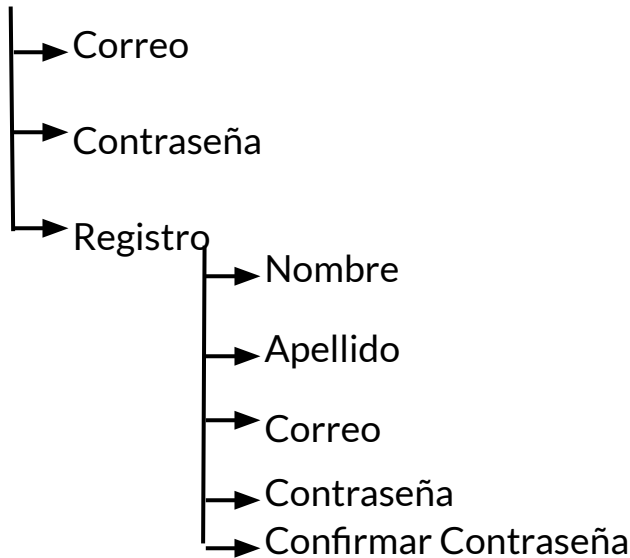 Correo
Contraseña
Registro
Nombre
Apellido
Correo
Contraseña
Confirmar Contraseña